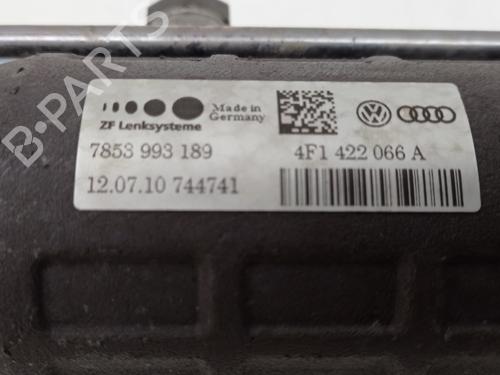 ZF Lenksysteme
Made in
Germany
7853 993 189
4F1 422 066 A
12.07.10 744741
B-PARTS